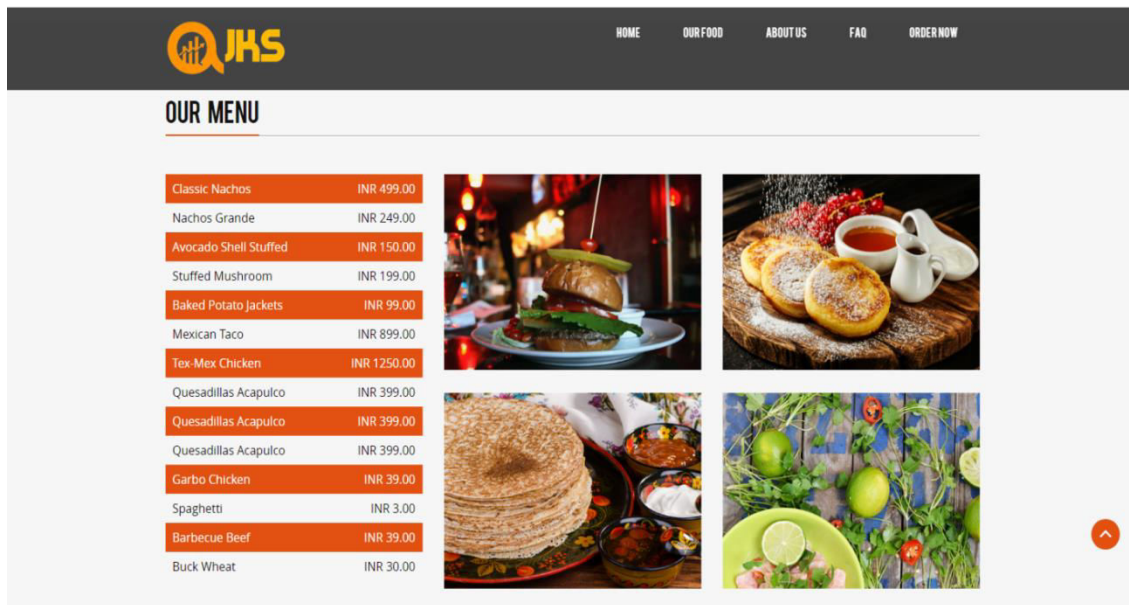 JKS
HOME OUR FOOD ABOUT US FAQ ORDER NOW
OUR MENU
Classic Nachos INR 499.00
Nachos Grande INR 249.00
Avocado Shell Stuffed INR 150.00
Stuffed Mushroom INR 199.00
Baked Potato Jackets INR 99.00
Mexican Taco INR 899.00
Tex-Mex Chicken INR 1250.00
Quesadillas Acapulco INR 399.00
Quesadillas Acapulco INR 399.00
Quesadillas Acapulco INR 399.00
Garbo Chicken INR 39.00
Spaghetti INR 3.00
Barbecue Beef INR 39.00
Buck Wheat INR 30.00